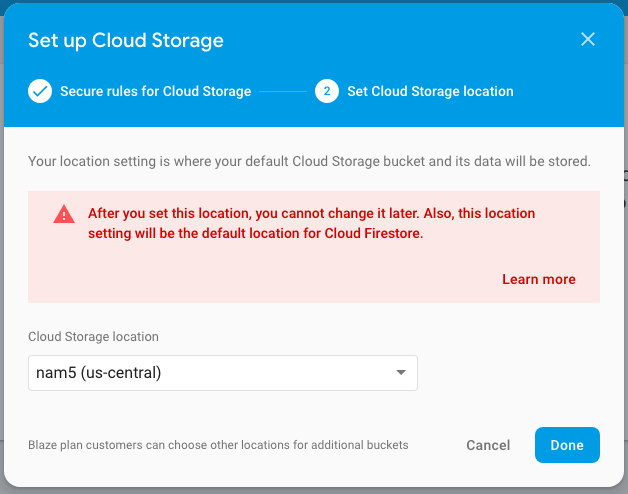 Set up Cloud Storage
Secure rules for Cloud Storage
2
Set Cloud Storage location
Your location setting is where your default Cloud Storage bucket and its data will be stored.
After you set this location, you cannot change it later. Also, this location
setting will be the default location for Cloud Firestore.
Learn more
Cloud Storage location
nam5 (us-central)
Blaze plan customers can choose other locations for additional buckets
Cancel
Done